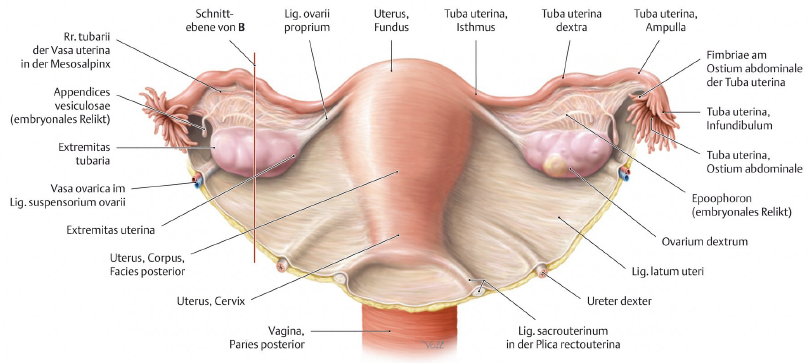 Schnitt-
ebene von B
Lig. ovarii
proprium
Uterus,
Fundus
Tuba uterina,
Isthmus
Tuba uterina
dextra
Tuba uterina,
Ampulla
Rr. tubarii
der Vasa uterina
in der Mesosalpinx
Appendices
vesiculosae
(embryonales Relikt)
Extremitas
tubaria
Vasa ovarica im
Lig. suspensorium ovarii
Extremitas uterina
Uterus, Corpus,
Facies posterior
Uterus, Cervix
Vagina,
Paries posterior
Fimbriae am
Ostium abdominale
der Tuba uterina
Tuba uterina,
Infundibulum
Tuba uterina,
Ostium abdominale
Epoophoron
(embryonales Relikt)
Ovarium dextrum
Lig. latum uteri
Ureter dexter
Lig. sacrouterinum
in der Plica rectouterina